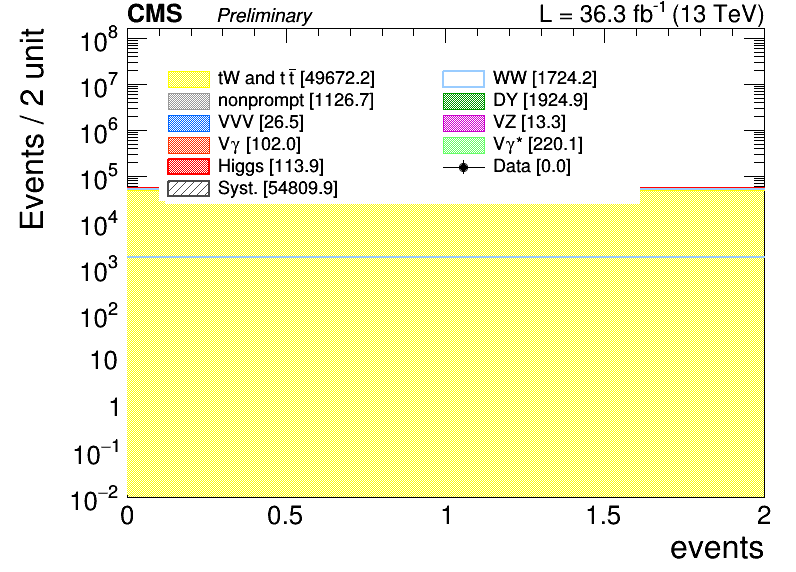 CMS Preliminary L = 36.3 fb⁻¹ (13 TeV)
Events / 2 unit
10⁸
10⁷
10⁶
10⁵
10⁴
10³
10²
10
1
10⁻¹
10⁻²
tW and tt̄ [49672.2]
WW [1724.2]
nonprompt [1126.7]
DY [1924.9]
VVV [26.5]
VZ [13.3]
Vγ [102.0]
Vγ* [220.1]
Higgs [113.9]
Data [0.0]
Syst. [54809.9]
0 0.5 1 1.5 2
events